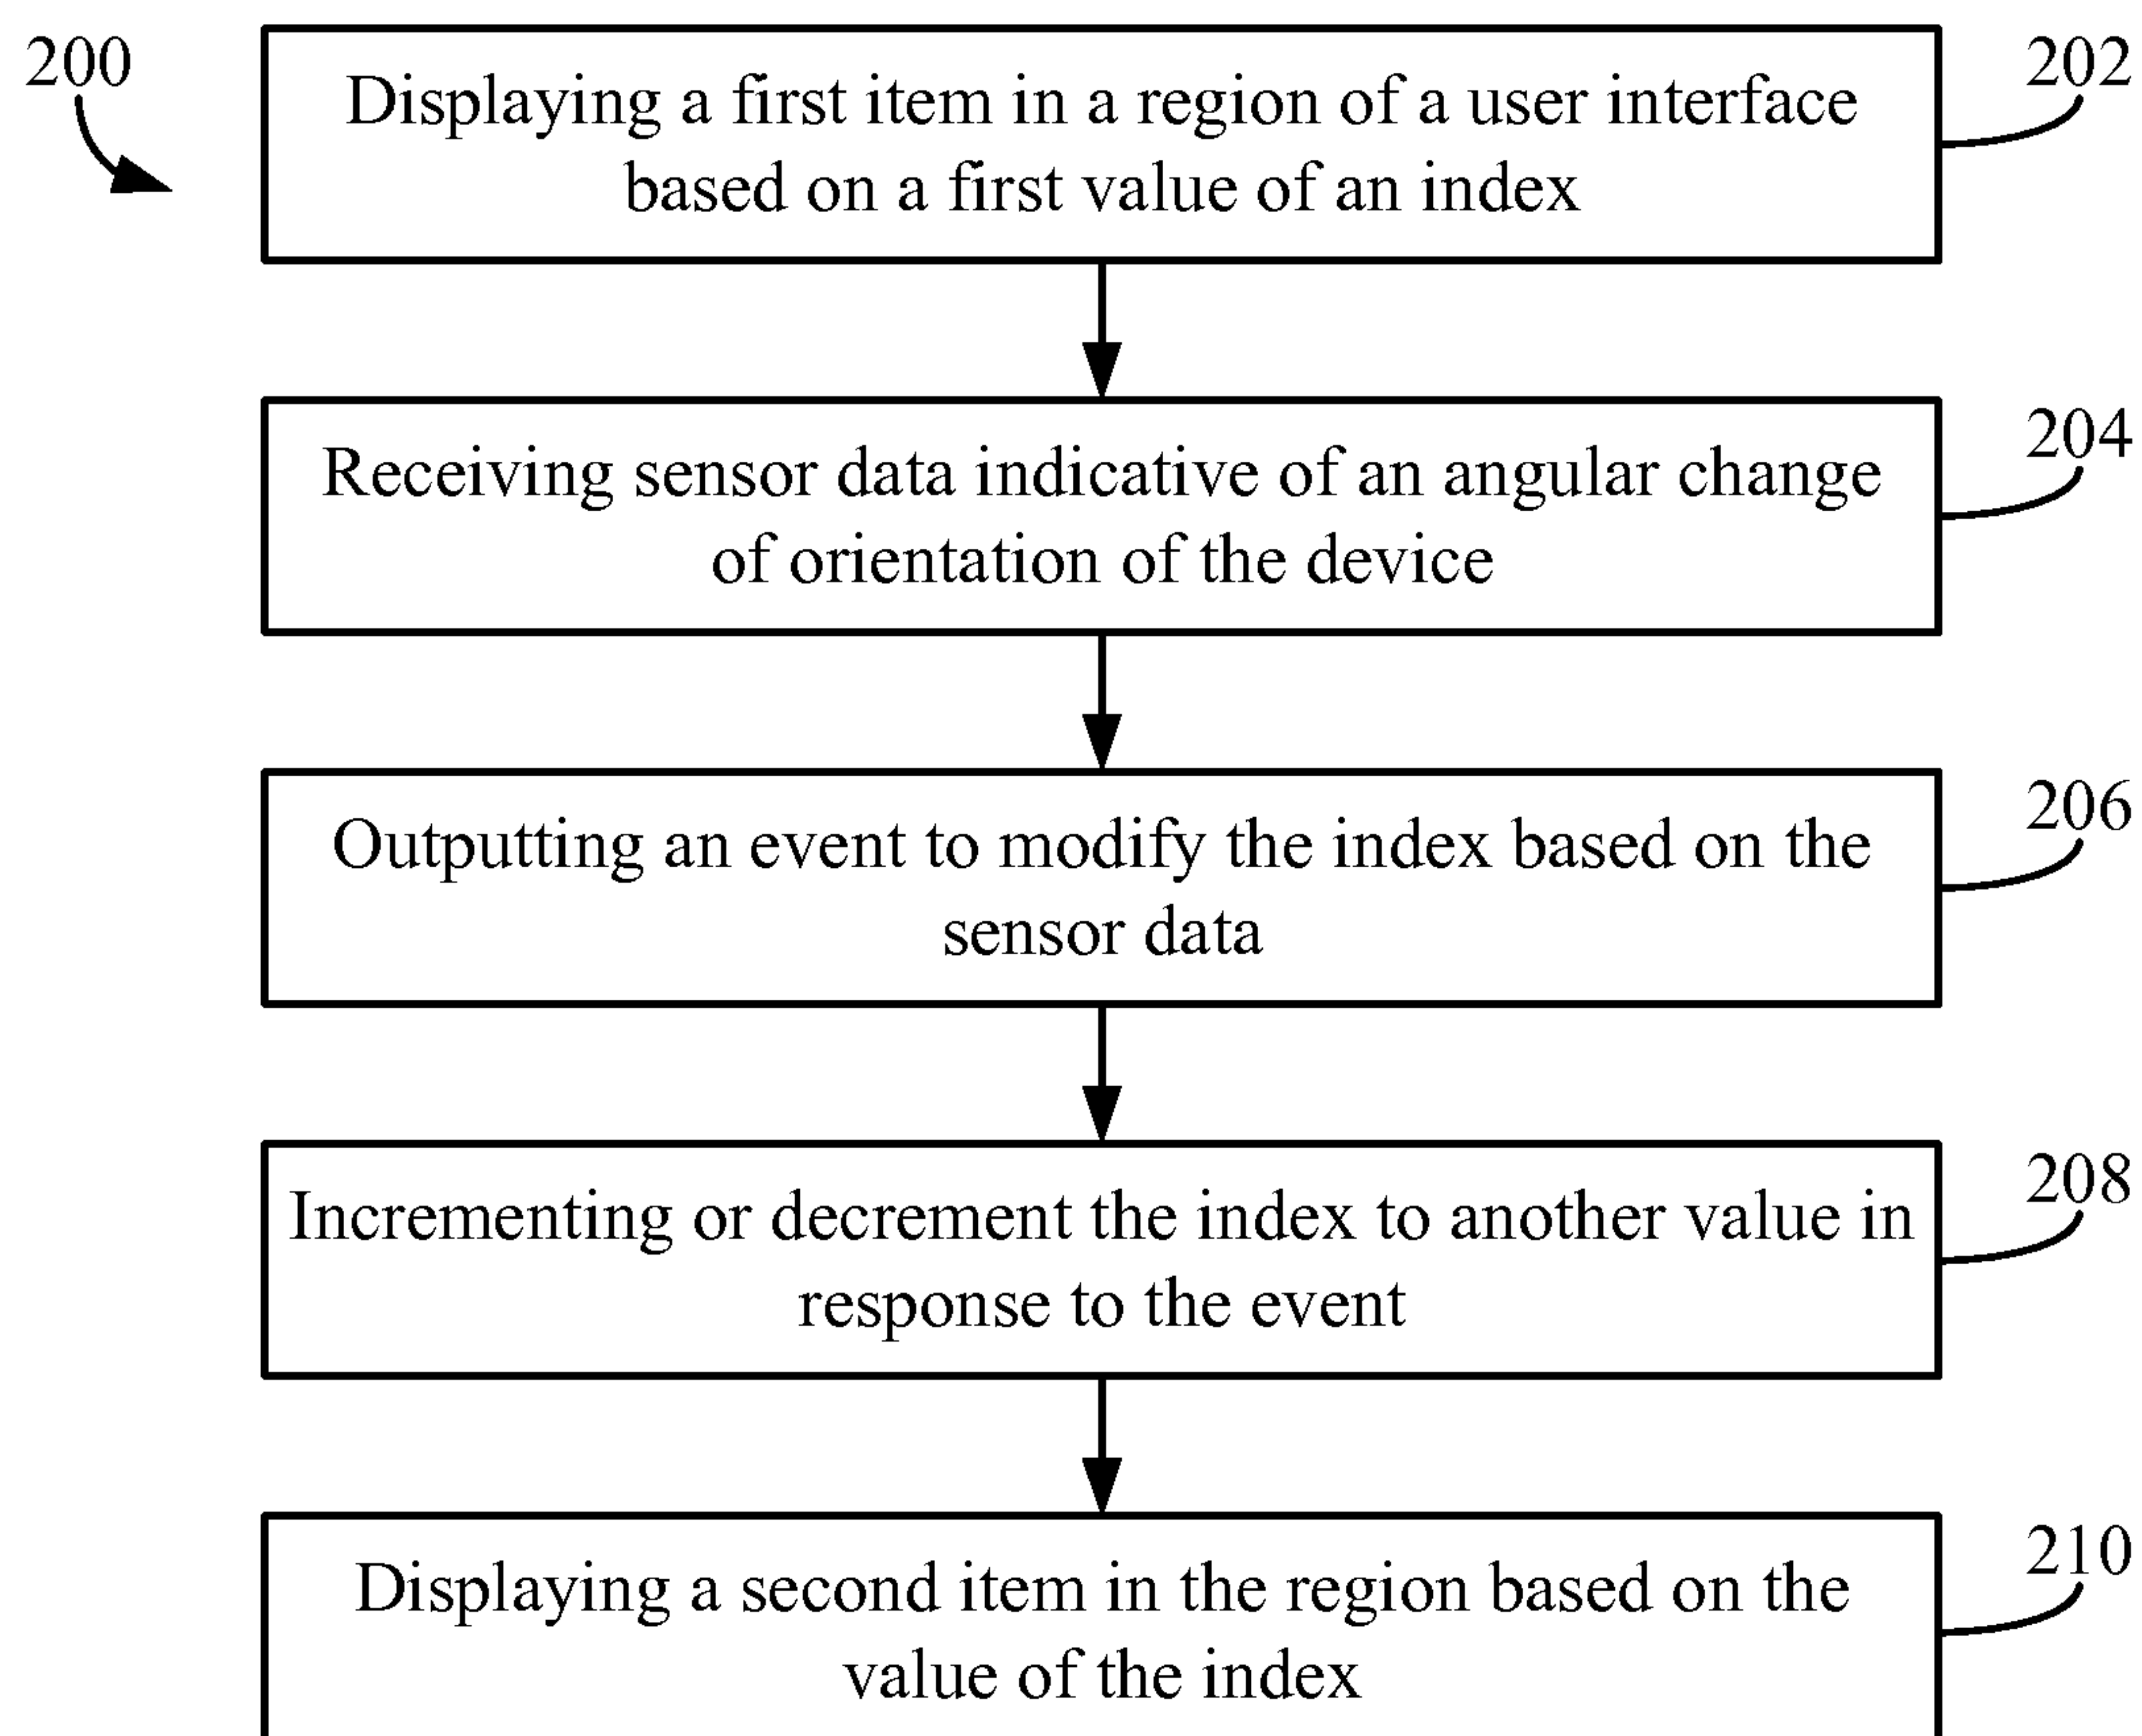 200
Displaying a first item in a region of a user interface
based on a first value of an index
202
Receiving sensor data indicative of an angular change
of orientation of the device
204
Outputting an event to modify the index based on the
sensor data
206
Incrementing or decrement the index to another value in
response to the event
208
Displaying a second item in the region based on the
value of the index
210